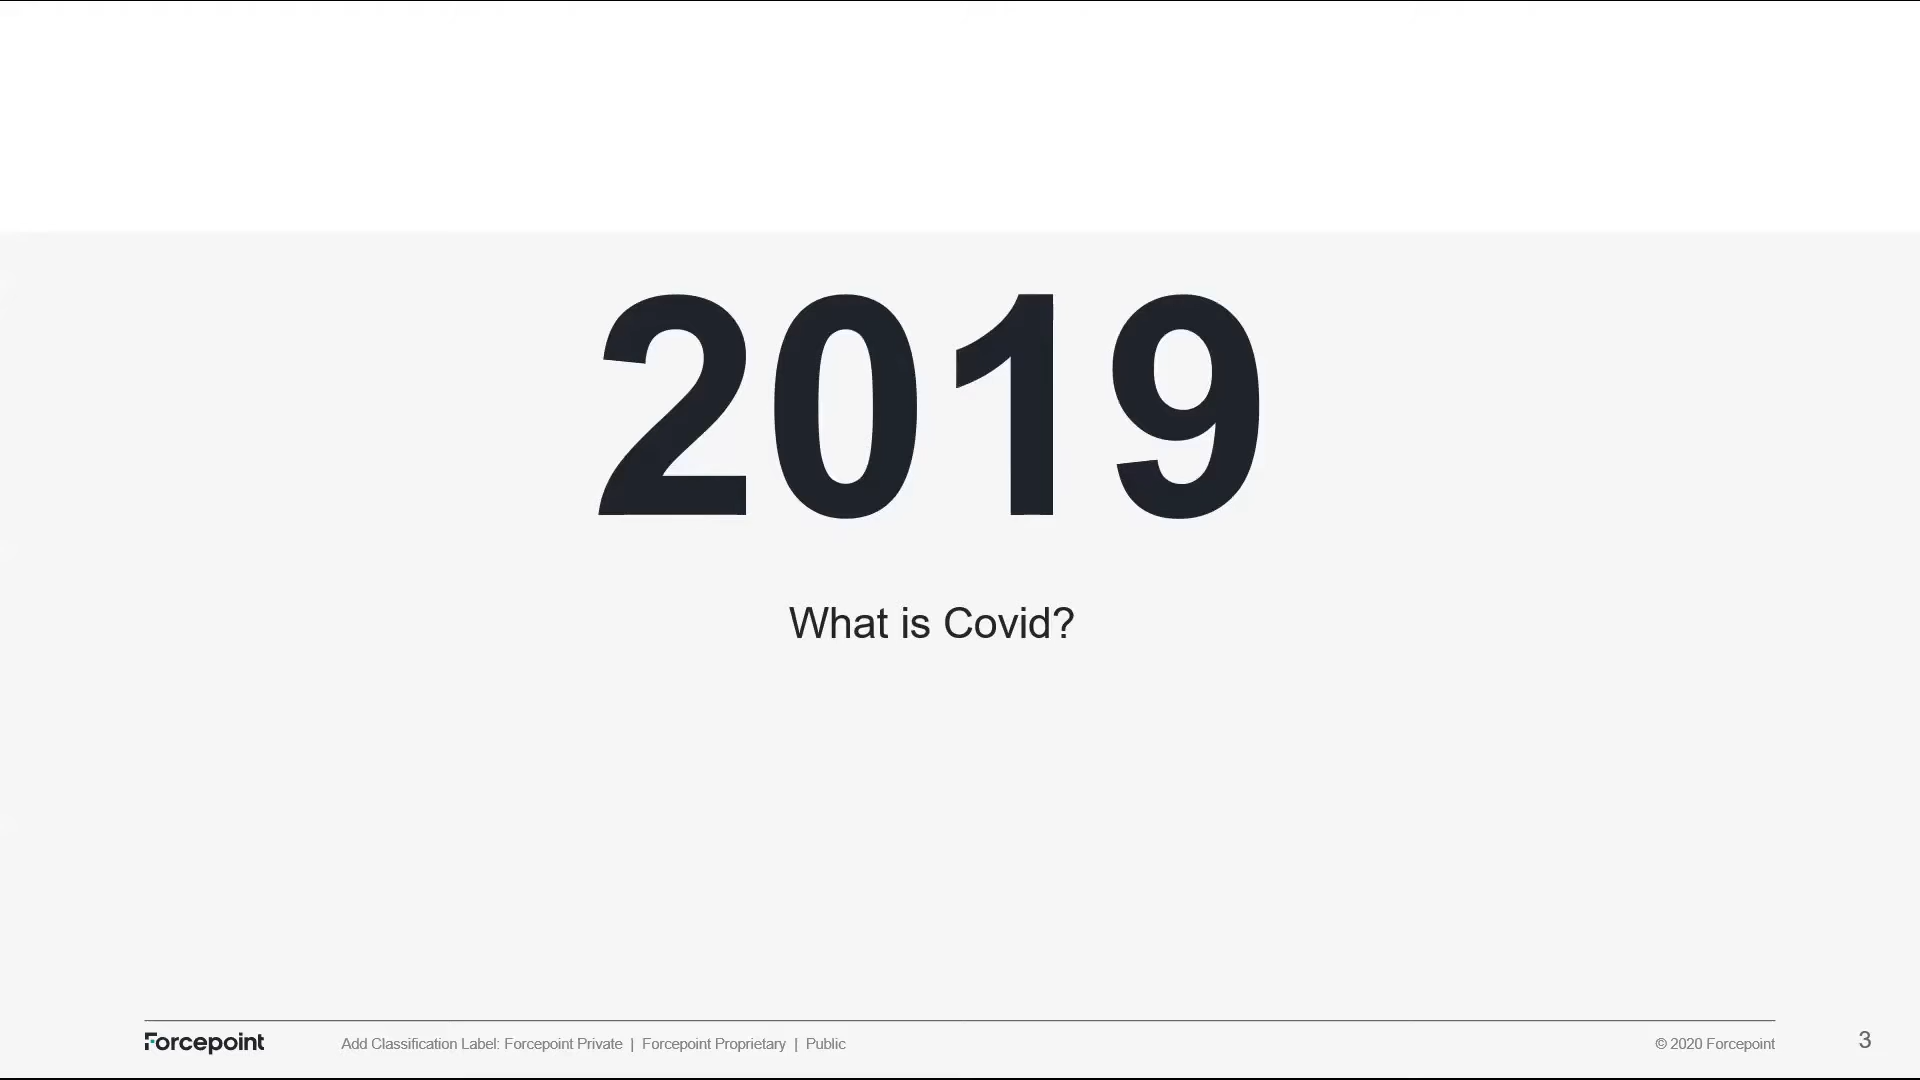 2019
What is Covid?
Forcepoint
Add Classification Label: Forcepoint Private | Forcepoint Proprietary | Public
© 2020 Forcepoint
3